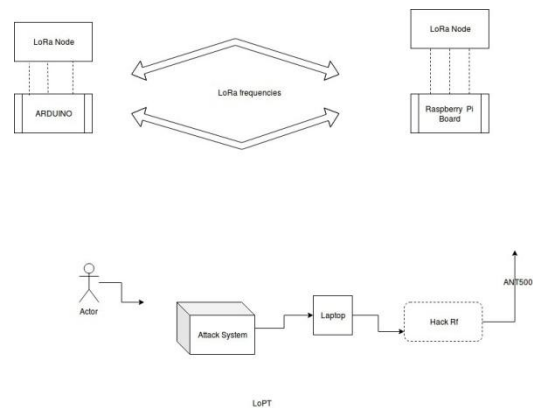 LoRa Node
LoRa Node
LoRa frequencies
ARDUINO
Raspberry Pi
Board
ANT500
Actor
Attack System
Laptop
Hack Rf
LoPT